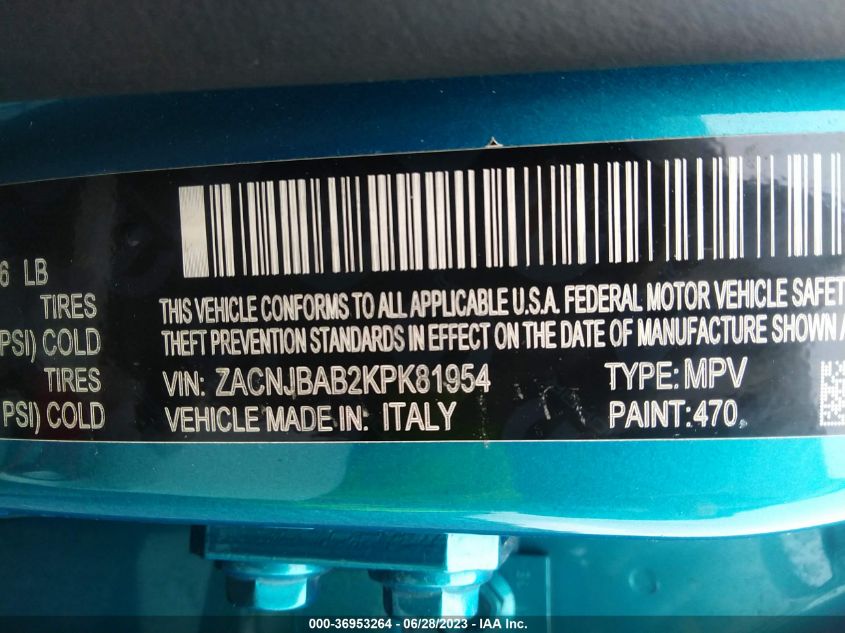 6 LB
TIRES
PSI) COLD
TIRES
PSI) COLD
THIS VEHICLE CONFORMS TO ALL APPLICABLE U.S.A. FEDERAL MOTOR VEHICLE SAFET
THEFT PREVENTION STANDARDS IN EFFECT ON THE DATE OF MANUFACTURE SHOWN A
VIN: ZACNJBAB2KPK81954 TYPE: MPV
VEHICLE MADE IN: ITALY PAINT: 470
000-36953264 - 06/28/2023 - IAA Inc.